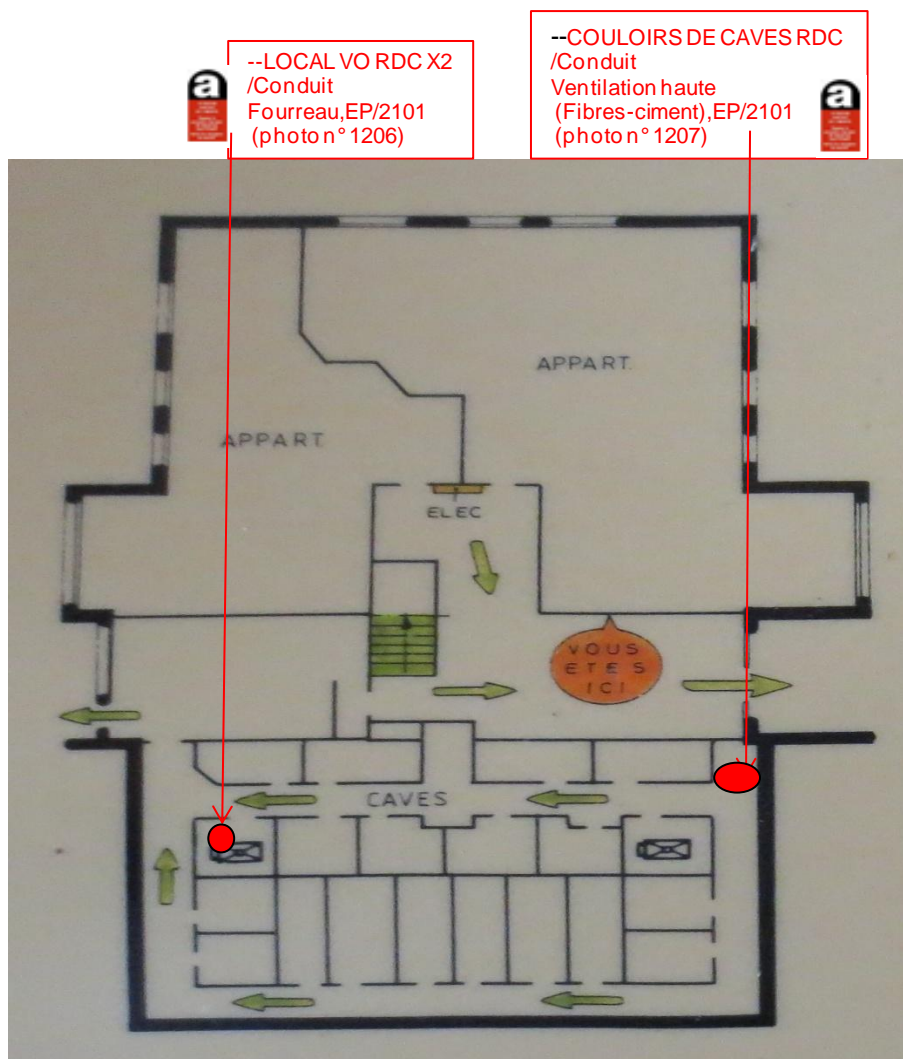 --LOCAL VO RDC X2
/Conduit
Fourreau,EP/2101
(photo n° 1206)
--COULOIRS DE CAVES RDC
/Conduit
Ventilation haute
(Fibres-ciment),EP/2101
(photo n° 1207)
a
a
APPART.
APPART.
ELEC
VOUS
ETES
ICI
CAVES